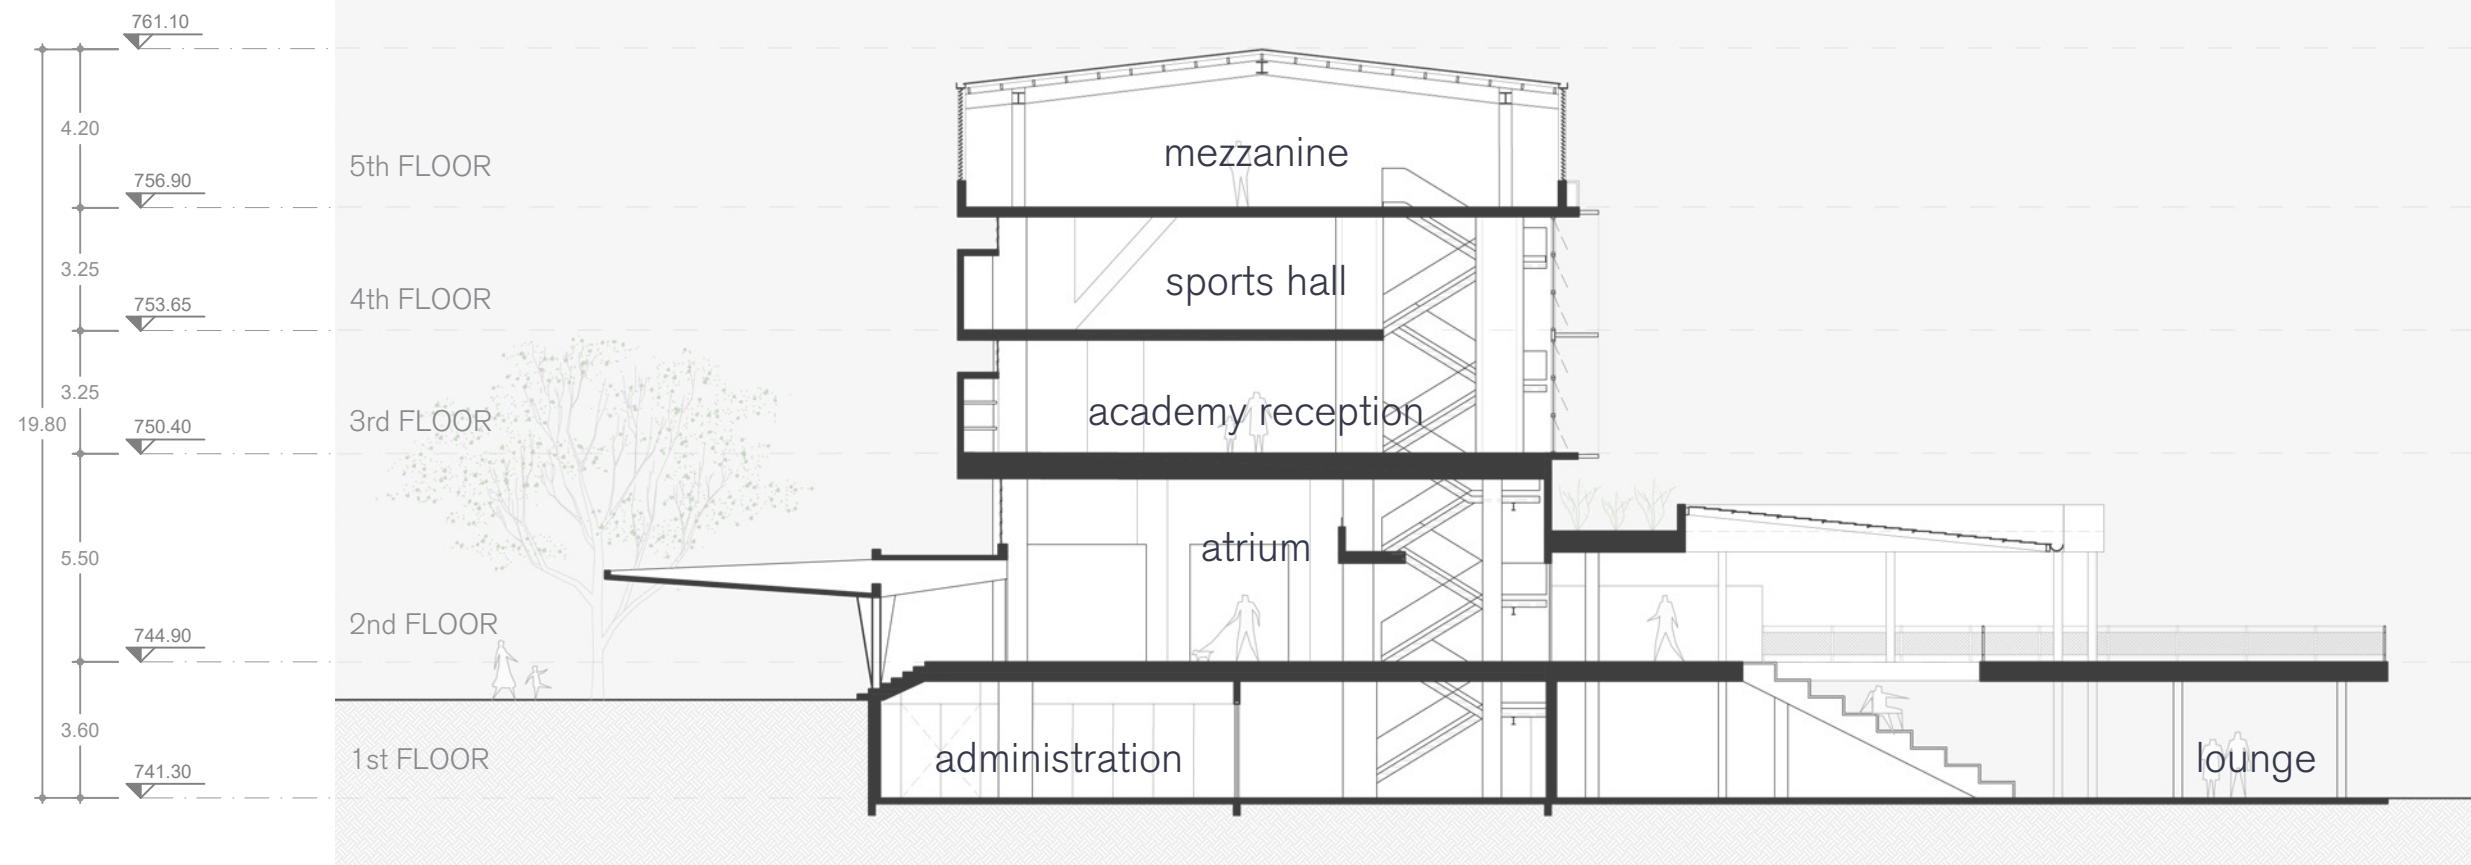 761.10
4.20
5th FLOOR
mezzanine
756.90
3.25
4th FLOOR
sports hall
753.65
3.25
19.80
3rd FLOOR
academy reception
750.40
5.50
atrium
2nd FLOOR
744.90
3.60
1st FLOOR
administration
lounge
741.30